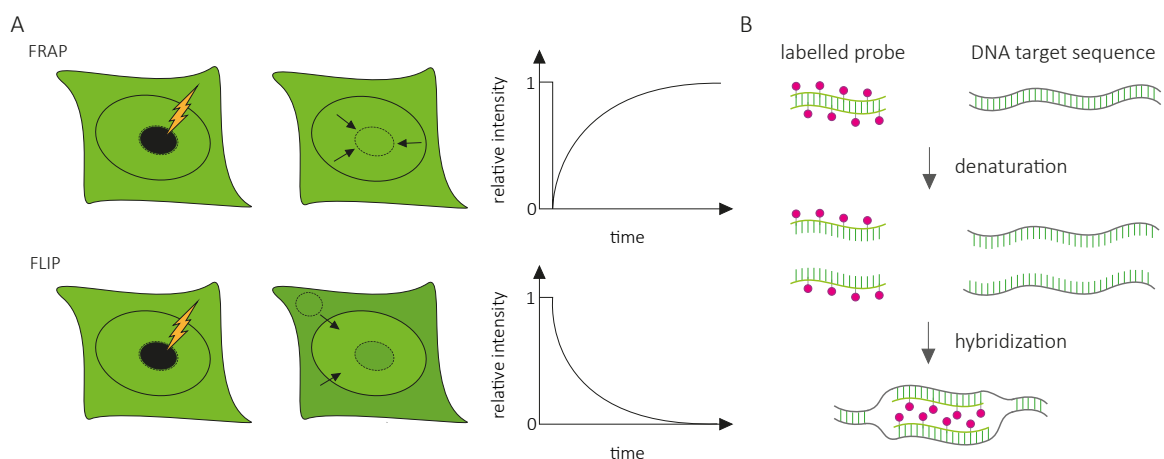 A
FRAP
relative intensity
1
0
time
FLIP
relative intensity
1
0
time
B
labelled probe
DNA target sequence
denaturation
hybridization